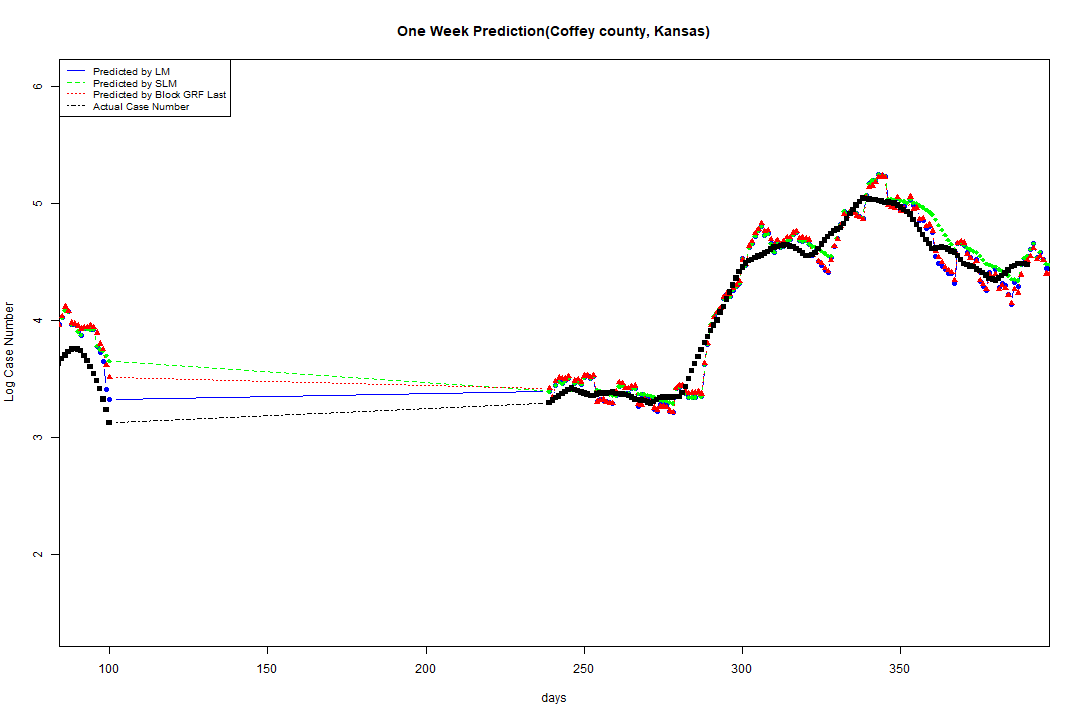 One Week Prediction(Coffey county, Kansas)
Predicted by LM
Predicted by SLM
Predicted by Block GRF Last
Actual Case Number
6
5
4
3
2
Log Case Number
100 150 200 250 300 350
days